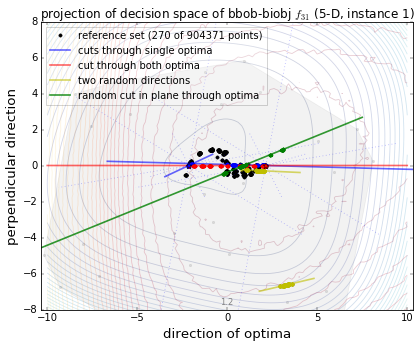 projection of decision space of bbob-biobj f31 (5-D, instance 1)
reference set (270 of 904371 points)
cuts through single optima
cut through both optima
two random directions
random cut in plane through optima
perpendicular direction
8
6
4
2
0
−2
−4
−6
−8
1.2
−10
−5
0
5
10
direction of optima